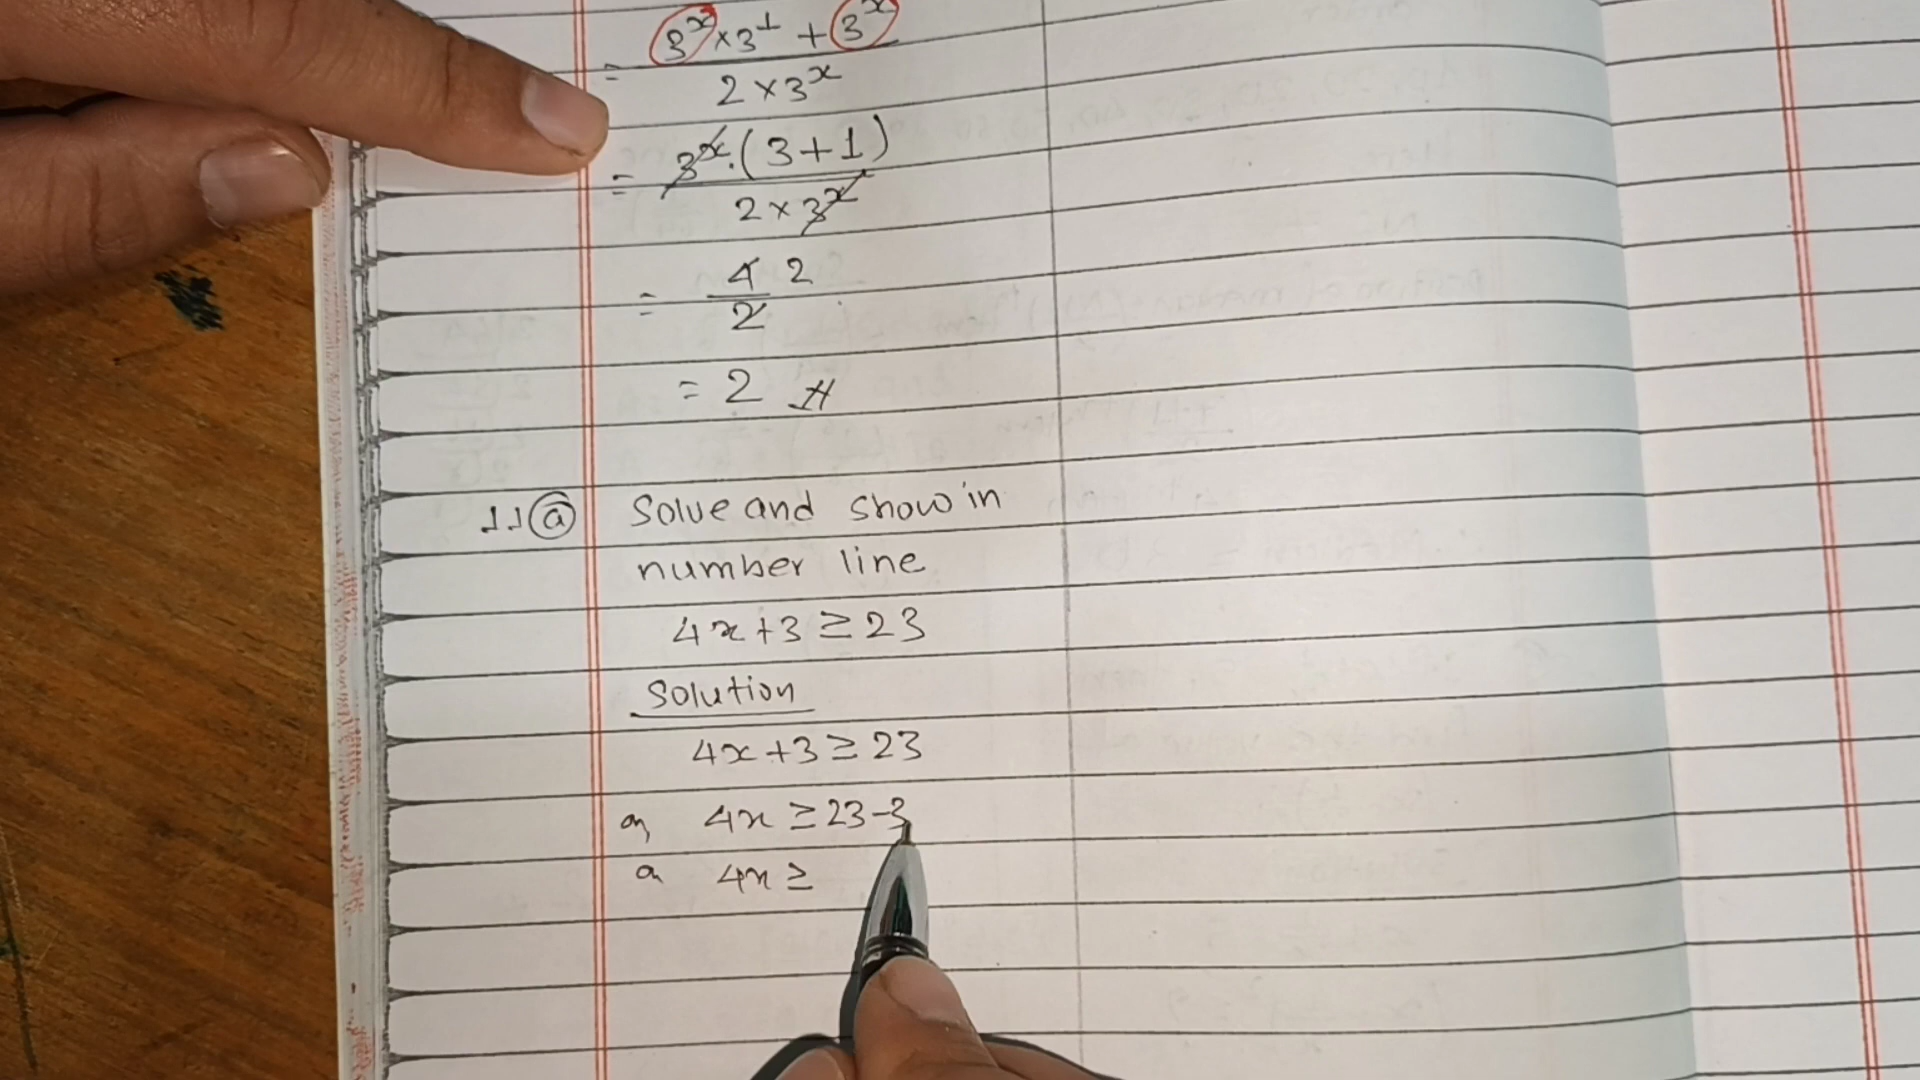 = 3^x × 3^1 + 3^x / 2 × 3^x
= 3^x . (3+1) / 2 × 3^x
= 4 2 / 2
= 2 #
11 (a) Solve and show in
number line
4x+3 ≥ 23
Solution
4x+3 ≥ 23
or, 4x ≥ 23-3
or 4x ≥